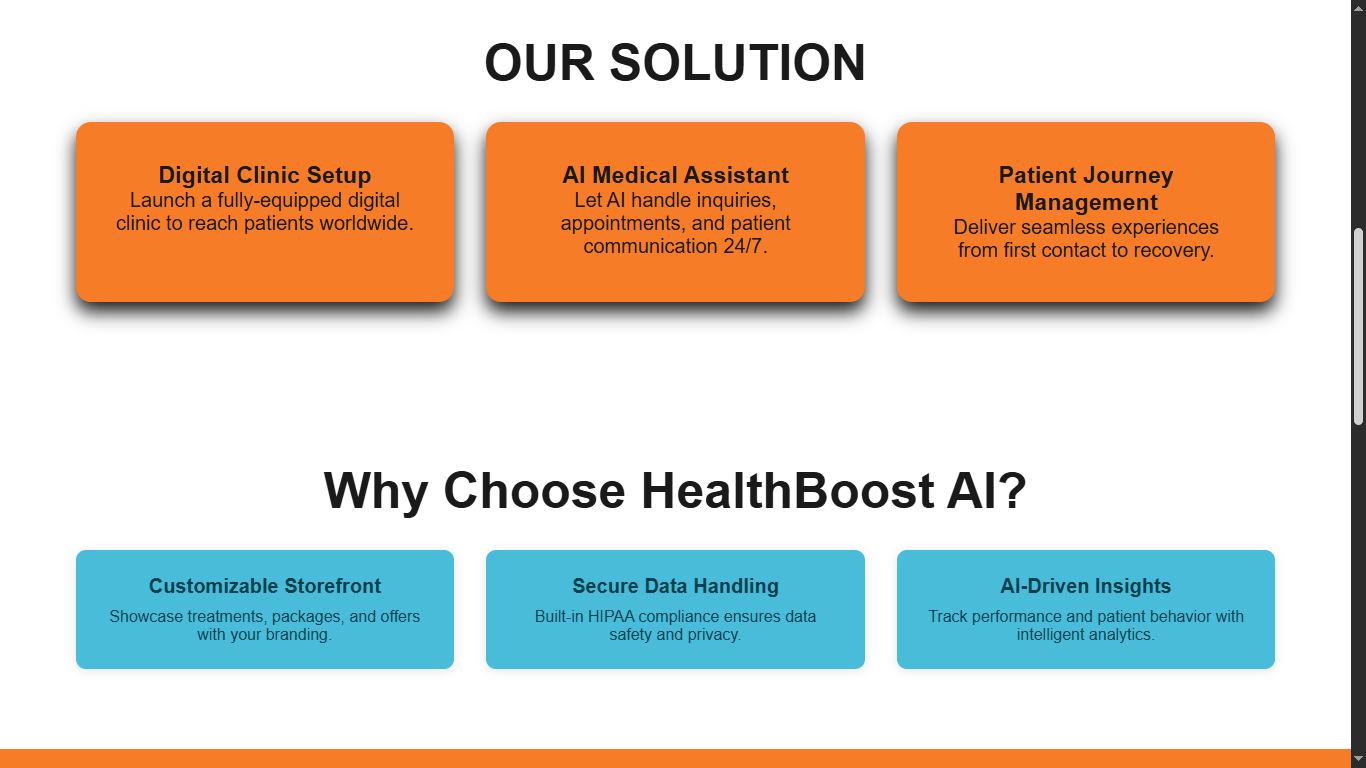 OUR SOLUTION
Digital Clinic Setup
Launch a fully-equipped digital
clinic to reach patients worldwide.
AI Medical Assistant
Let AI handle inquiries,
appointments, and patient
communication 24/7.
Patient Journey
Management
Deliver seamless experiences
from first contact to recovery.
Why Choose HealthBoost AI?
Customizable Storefront
Showcase treatments, packages, and offers
with your branding.
Secure Data Handling
Built-in HIPAA compliance ensures data
safety and privacy.
AI-Driven Insights
Track performance and patient behavior with
intelligent analytics.